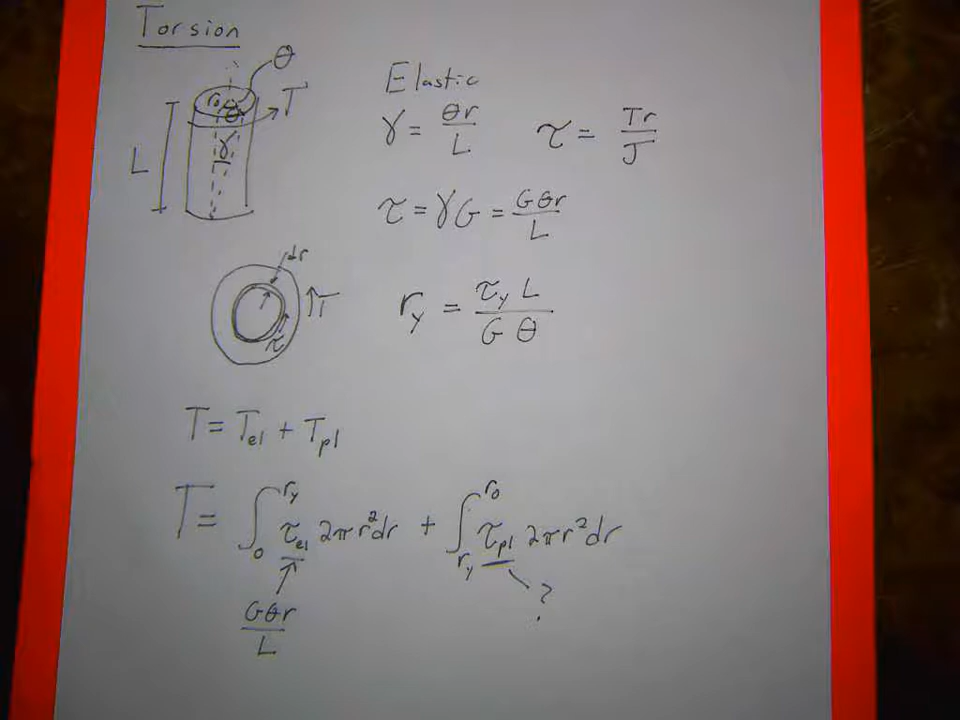 Torsion
θ
r₀
θ
T
L
γ
Elastic
γ = θr/L
τ = Tr/J
τ = γG = Gθr/L
dr
T
τ
r_y = τ_y L / G θ
T = T_el + T_pl
T = ∫₀^{r_y} τ_el 2πr²dr + ∫_{r_y}^{r₀} τ_pl 2πr²dr
?
Gθr/L